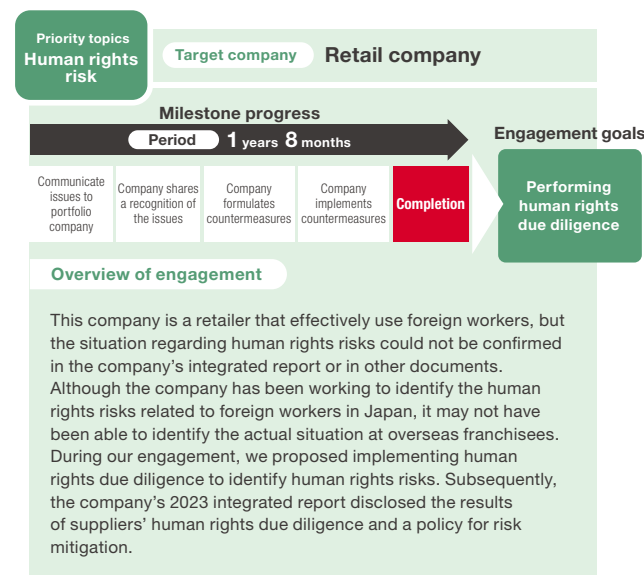 Priority topics
Human rights
risk
Target company Retail company
Milestone progress
Period 1 years 8 months
Engagement goals
Communicate
issues to
portfolio
company
Company shares
a recognition of
the issues
Company
formulates
countermeasures
Company
implements
countermeasures
Completion
Performing
human rights
due diligence
Overview of engagement
This company is a retailer that effectively use foreign workers, but
the situation regarding human rights risks could not be confirmed
in the company's integrated report or in other documents.
Although the company has been working to identify the human
rights risks related to foreign workers in Japan, it may not have
been able to identify the actual situation at overseas franchisees.
During our engagement, we proposed implementing human
rights due diligence to identify human rights risks. Subsequently,
the company's 2023 integrated report disclosed the results
of suppliers' human rights due diligence and a policy for risk
mitigation.